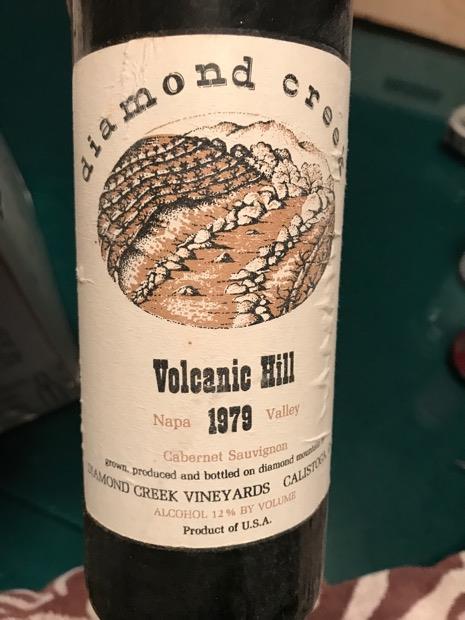 diamond creek
Volcanic Hill
Napa 1979 Valley
Cabernet Sauvignon
grown, produced and bottled on diamond mountain
DIAMOND CREEK VINEYARDS CALISTOGA
ALCOHOL 12% BY VOLUME
Product of U.S.A.